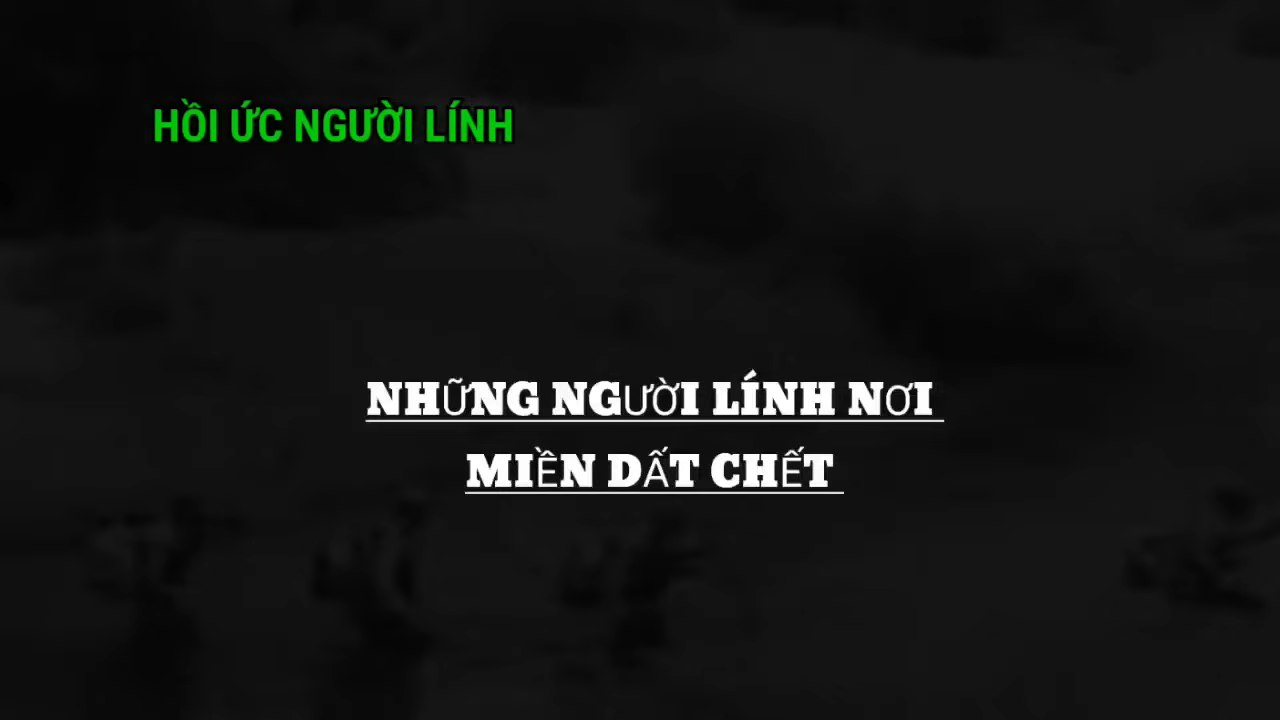 HỒI ỨC NGƯỜI LÍNH
NHỮNG NGƯỜI LÍNH NƠI
MIỀN DẤT CHẾT